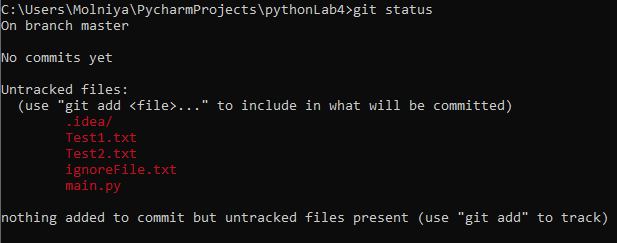 C:\Users\Molniya\PycharmProjects\pythonLab4>git status
On branch master
No commits yet
Untracked files:
(use "git add <file>..." to include in what will be committed)
.idea/
Test1.txt
Test2.txt
ignoreFile.txt
main.py
nothing added to commit but untracked files present (use "git add" to track)